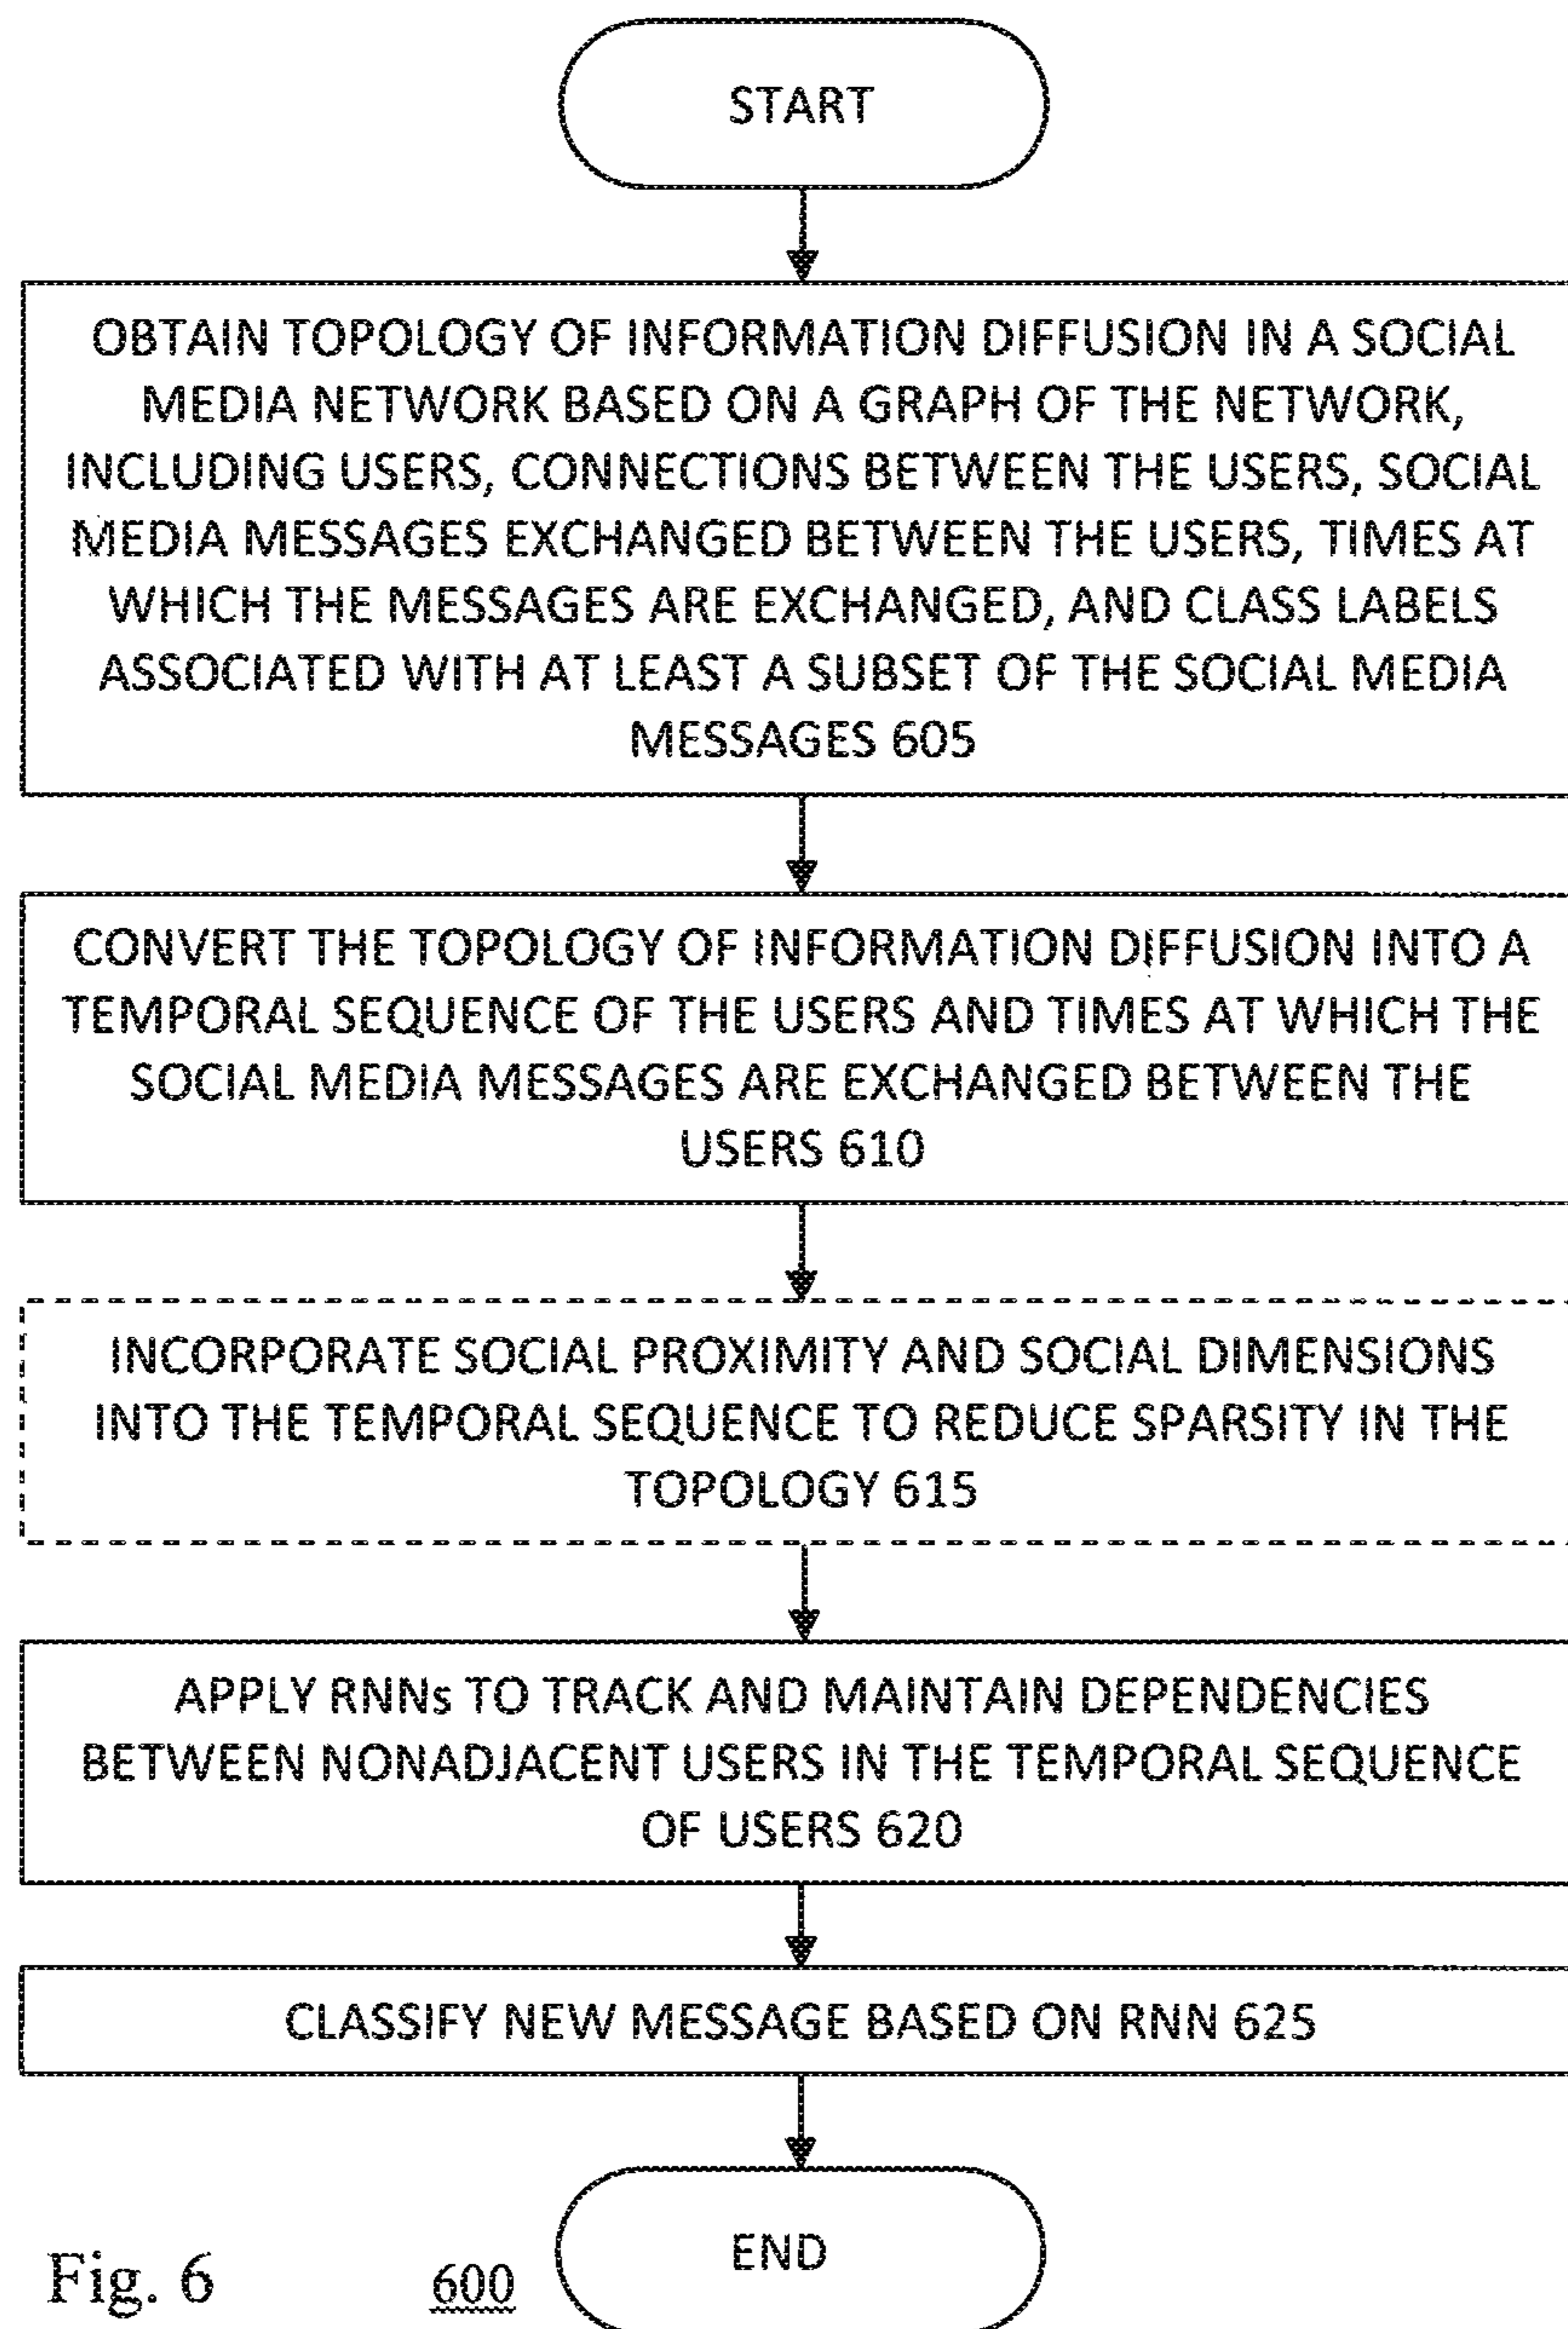 START
OBTAIN TOPOLOGY OF INFORMATION DIFFUSION IN A SOCIAL
MEDIA NETWORK BASED ON A GRAPH OF THE NETWORK,
INCLUDING USERS, CONNECTIONS BETWEEN THE USERS, SOCIAL
MEDIA MESSAGES EXCHANGED BETWEEN THE USERS, TIMES AT
WHICH THE MESSAGES ARE EXCHANGED, AND CLASS LABELS
ASSOCIATED WITH AT LEAST A SUBSET OF THE SOCIAL MEDIA
MESSAGES 605
CONVERT THE TOPOLOGY OF INFORMATION DIFFUSION INTO A
TEMPORAL SEQUENCE OF THE USERS AND TIMES AT WHICH THE
SOCIAL MEDIA MESSAGES ARE EXCHANGED BETWEEN THE
USERS 610
INCORPORATE SOCIAL PROXIMITY AND SOCIAL DIMENSIONS
INTO THE TEMPORAL SEQUENCE TO REDUCE SPARSITY IN THE
TOPOLOGY 615
APPLY RNNs TO TRACK AND MAINTAIN DEPENDENCIES
BETWEEN NONADJACENT USERS IN THE TEMPORAL SEQUENCE
OF USERS 620
CLASSIFY NEW MESSAGE BASED ON RNN 625
END
Fig. 6 600